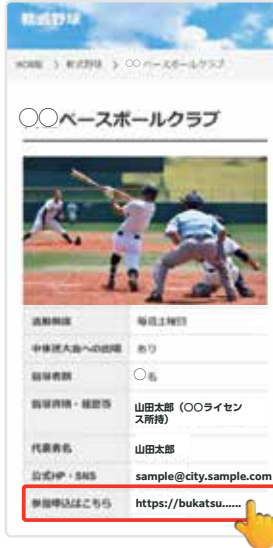 軟式野球
HOME > 軟式野球 > ○○ベースボールクラブ
○○ベースボールクラブ
活動頻度 毎週土曜日
中体連大会への出場 あり
指導者数 ○名
指導資格・経歴等 山田太郎（○○ライセン
ス所持）
代表者名 山田太郎
公式HP・SNS sample@city.sample.com
参加申込はこちら https://bukatsu......